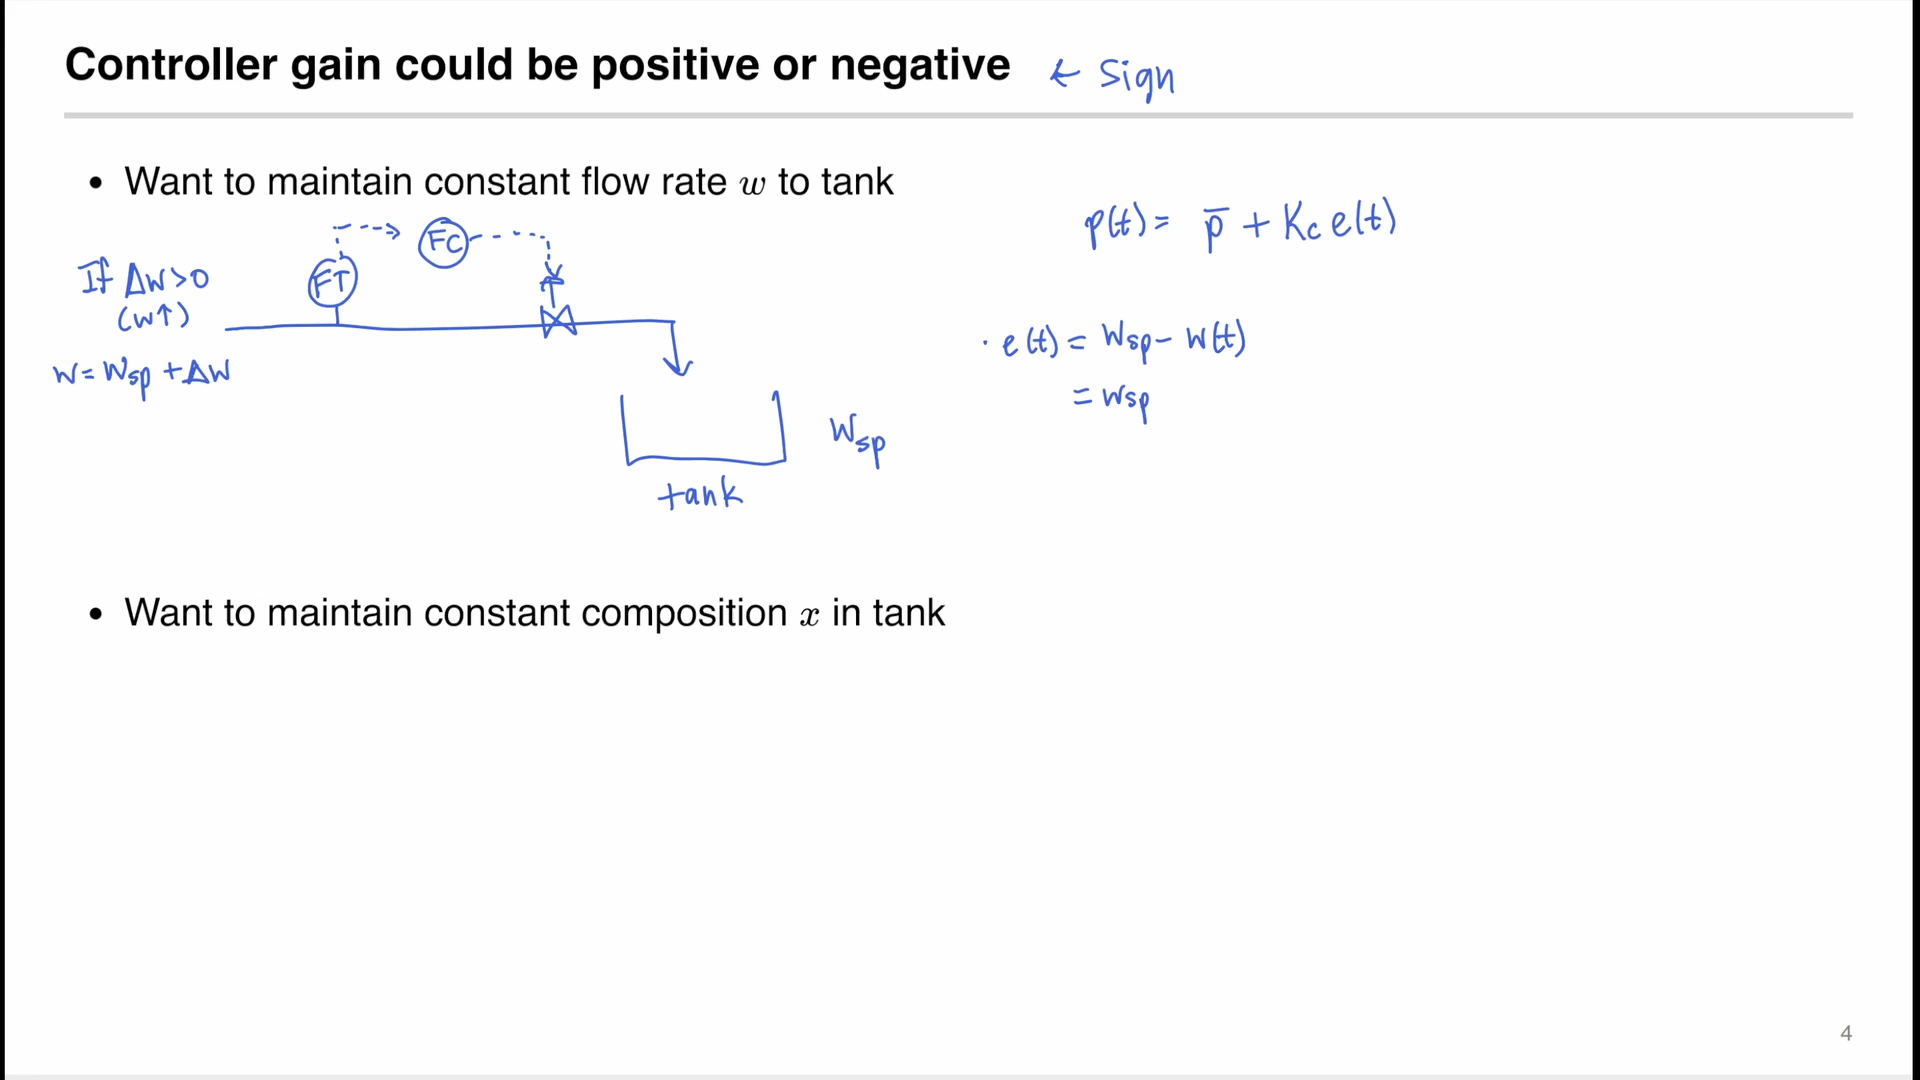 Controller gain could be positive or negative ← Sign
• Want to maintain constant flow rate w to tank
p(t) = p̄ + Kc e(t)
FC
FT
If Δw>0
(w↑)
w = wsp + Δw
· e(t) = wsp − w(t)
= wsp
wsp
tank
• Want to maintain constant composition x in tank
4